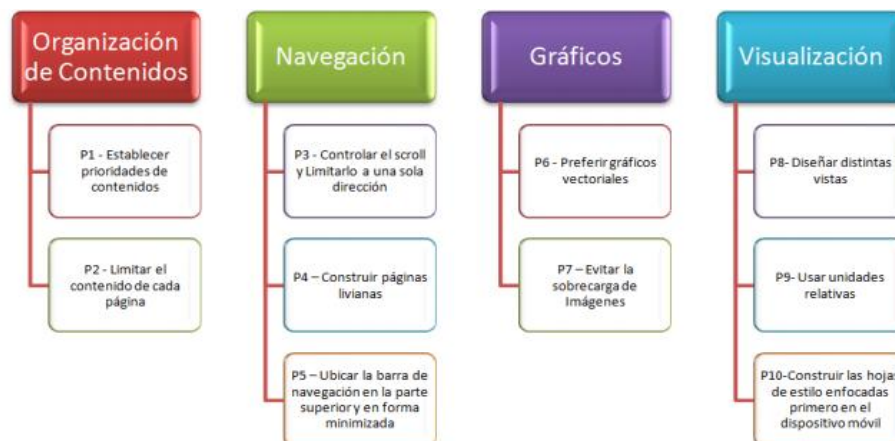 Organización
de Contenidos
P1 - Establecer
prioridades de
contenidos
P2 - Limitar el
contenido de cada
página
Navegación
P3 - Controlar el scroll
y Limitarlo a una sola
dirección
P4 – Construir páginas
livianas
P5 – Ubicar la barra de
navegación en la parte
superior y en forma
minimizada
Gráficos
P6 - Preferir gráficos
vectoriales
P7 – Evitar la
sobrecarga de
Imágenes
Visualización
P8- Diseñar distintas
vistas
P9- Usar unidades
relativas
P10-Construir las hojas
de estilo enfocadas
primero en el
dispositivo móvil